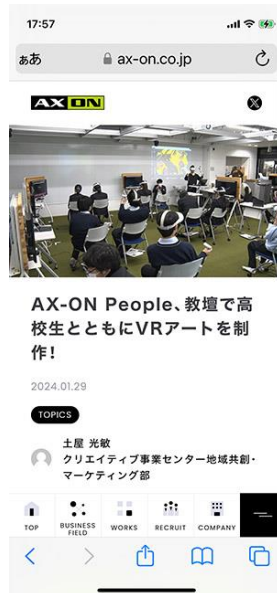 17:57
ぁあ ax-on.co.jp
AX-ON
AX-ON People、教壇で高
校生とともにVRアートを制
作!
2024.01.29
TOPICS
土屋 光敏
クリエイティブ事業センター地域共創・
マーケティング部
TOP
BUSINESS
FIELD
WORKS
RECRUIT
COMPANY